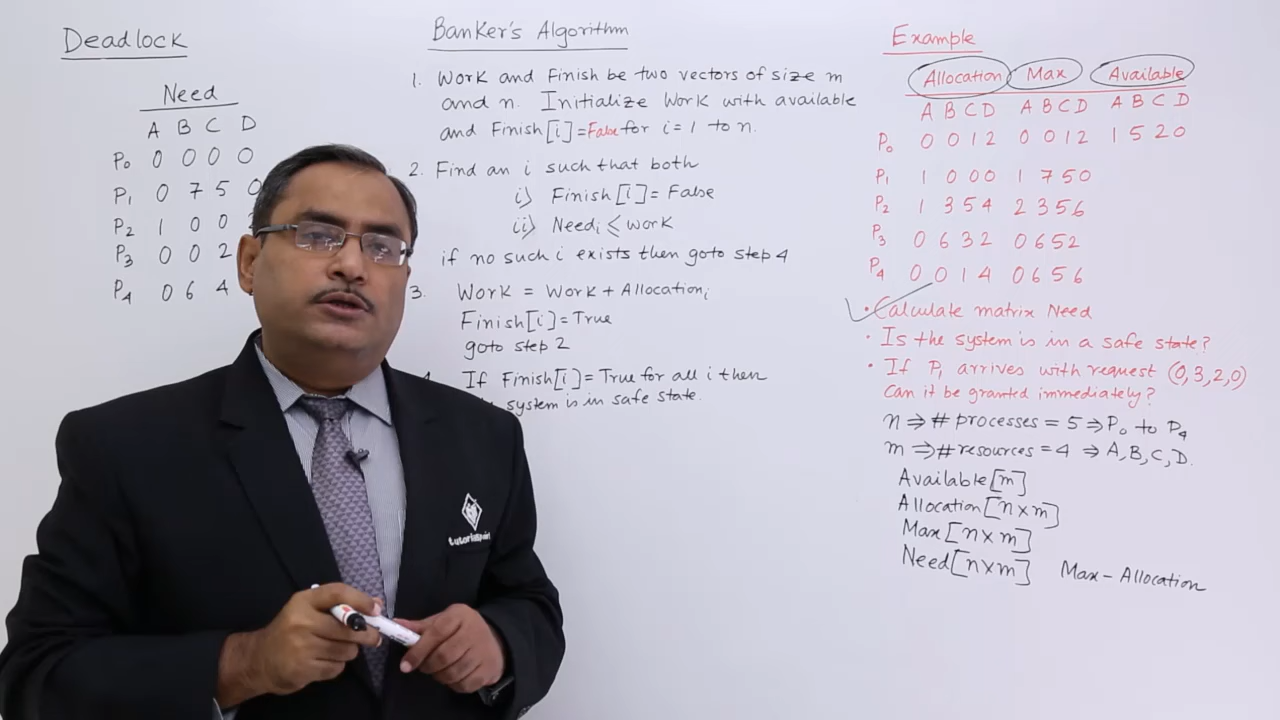 Deadlock
Need
A B C D
P0 0 0 0 0
P1 0 7 5 0
P2 1 0 0
P3 0 0 2
P4 0 6 4
Banker's Algorithm
1. Work and Finish be two vectors of size m
and n. Initialize Work with available
and Finish[i]=False for i=1 to n.
2. Find an i such that both
i) Finish[i]=False
ii) Needi ≤ work
if no such i exists then goto step 4
3. Work = Work + Allocationi
Finish[i]=True
goto step 2
If Finish[i]=True for all i then
system is in safe state.
Example
Allocation Max Available
A B C D A B C D A B C D
P0 0 0 1 2 0 0 1 2 1 5 2 0
P1 1 0 0 0 1 7 5 0
P2 1 3 5 4 2 3 5 6
P3 0 6 3 2 0 6 5 2
P4 0 0 1 4 0 6 5 6
• Calculate matrix Need
• Is the system is in a safe state?
• If P1 arrives with request (0,3,2,0)
Can it be granted immediately?
n ⇒ # processes = 5 ⇒ P0 to P4
m ⇒ # resources = 4 ⇒ A, B, C, D.
Available[m]
Allocation[n×m]
Max[n×m]
Need[n×m] Max - Allocation
tutorialspoint